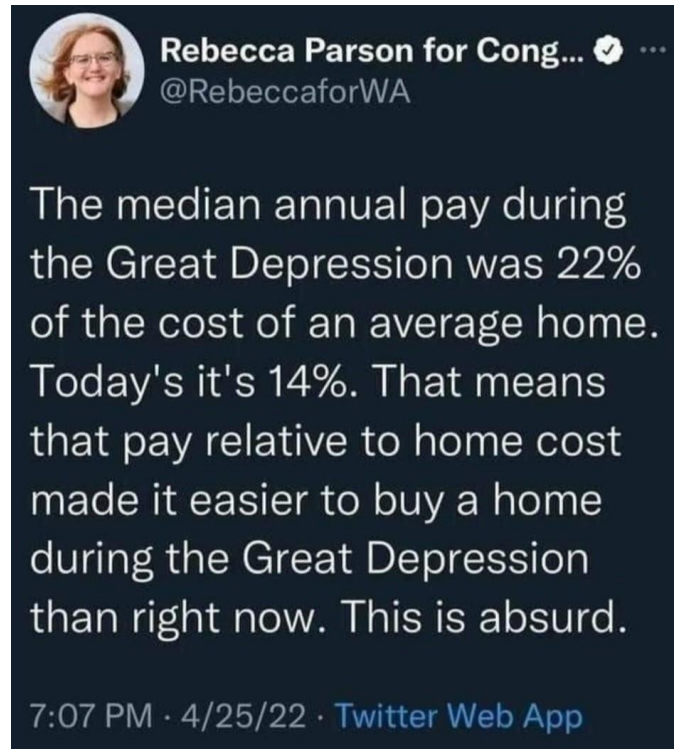 Rebecca Parson for Cong...
@RebeccaforWA
The median annual pay during
the Great Depression was 22%
of the cost of an average home.
Today's it's 14%. That means
that pay relative to home cost
made it easier to buy a home
during the Great Depression
than right now. This is absurd.
7:07 PM · 4/25/22 · Twitter Web App